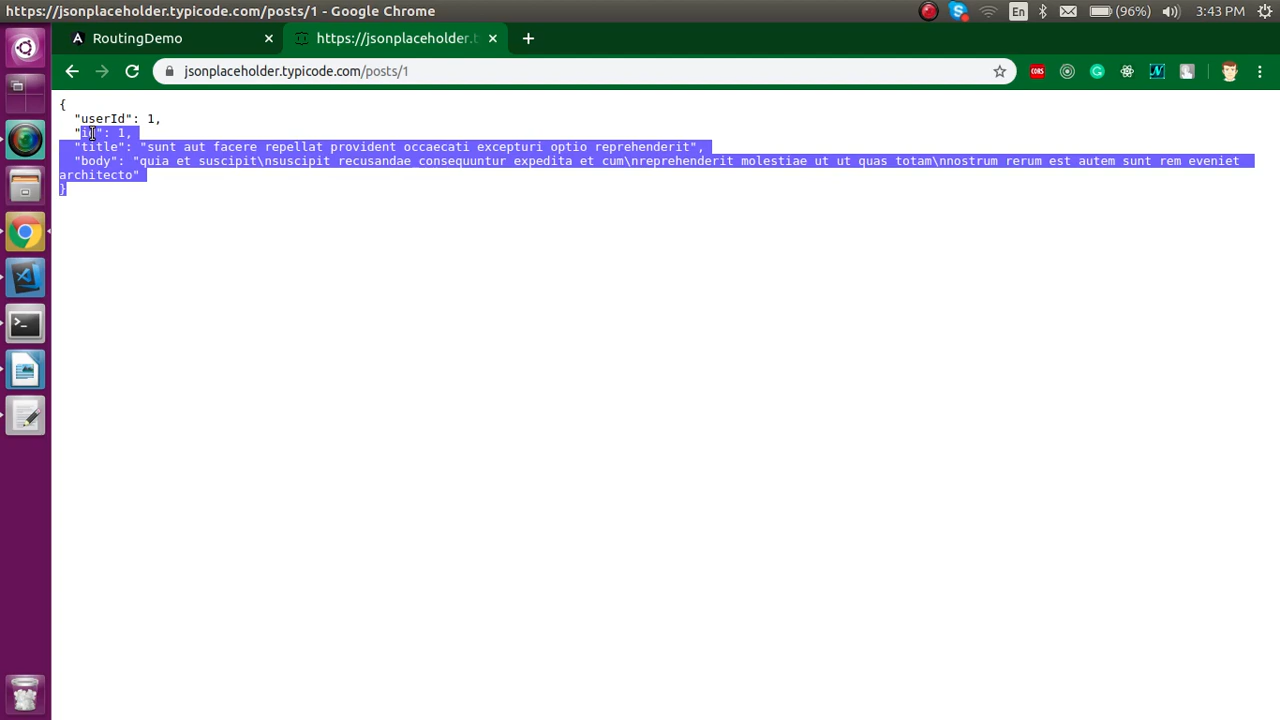 https://jsonplaceholder.typicode.com/posts/1 - Google Chrome
En
(96%)
3:43 PM
RoutingDemo
https://jsonplaceholder.t
jsonplaceholder.typicode.com/posts/1
CORS
{
"userId": 1,
"id": 1,
"title": "sunt aut facere repellat provident occaecati excepturi optio reprehenderit",
"body": "quia et suscipit\nsuscipit recusandae consequuntur expedita et cum\nreprehenderit molestiae ut ut quas totam\nnostrum rerum est autem sunt rem eveniet
architecto"
}